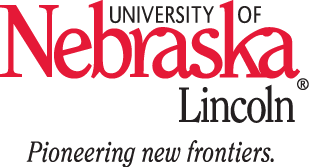 UNIVERSITY OF
Nebraska
Lincoln®
Pioneering new frontiers.